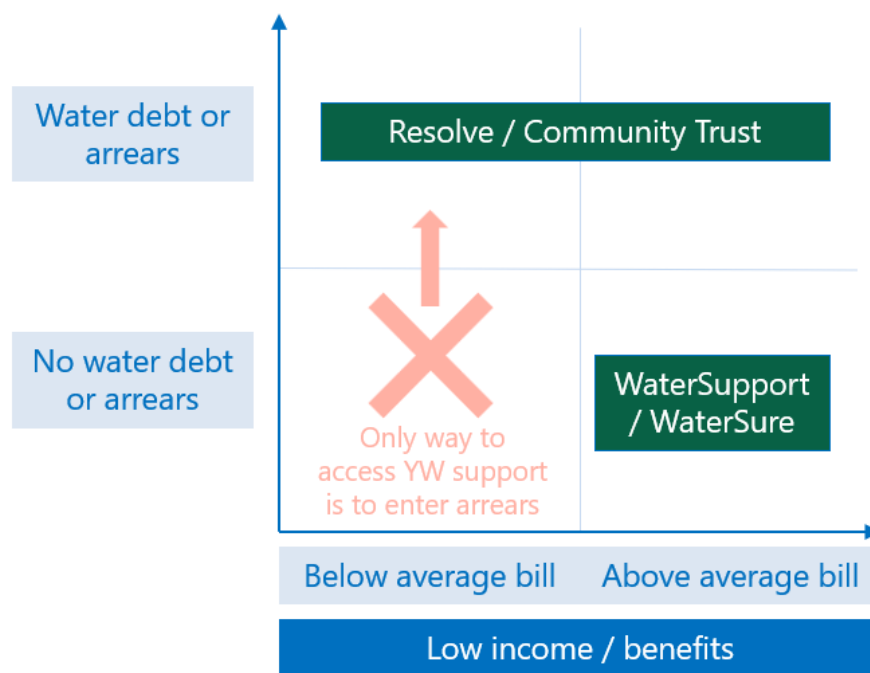 Water debt or
arrears
Resolve / Community Trust
No water debt
or arrears
WaterSupport
/ WaterSure
Only way to
access YW support
is to enter arrears
Below average bill
Above average bill
Low income / benefits